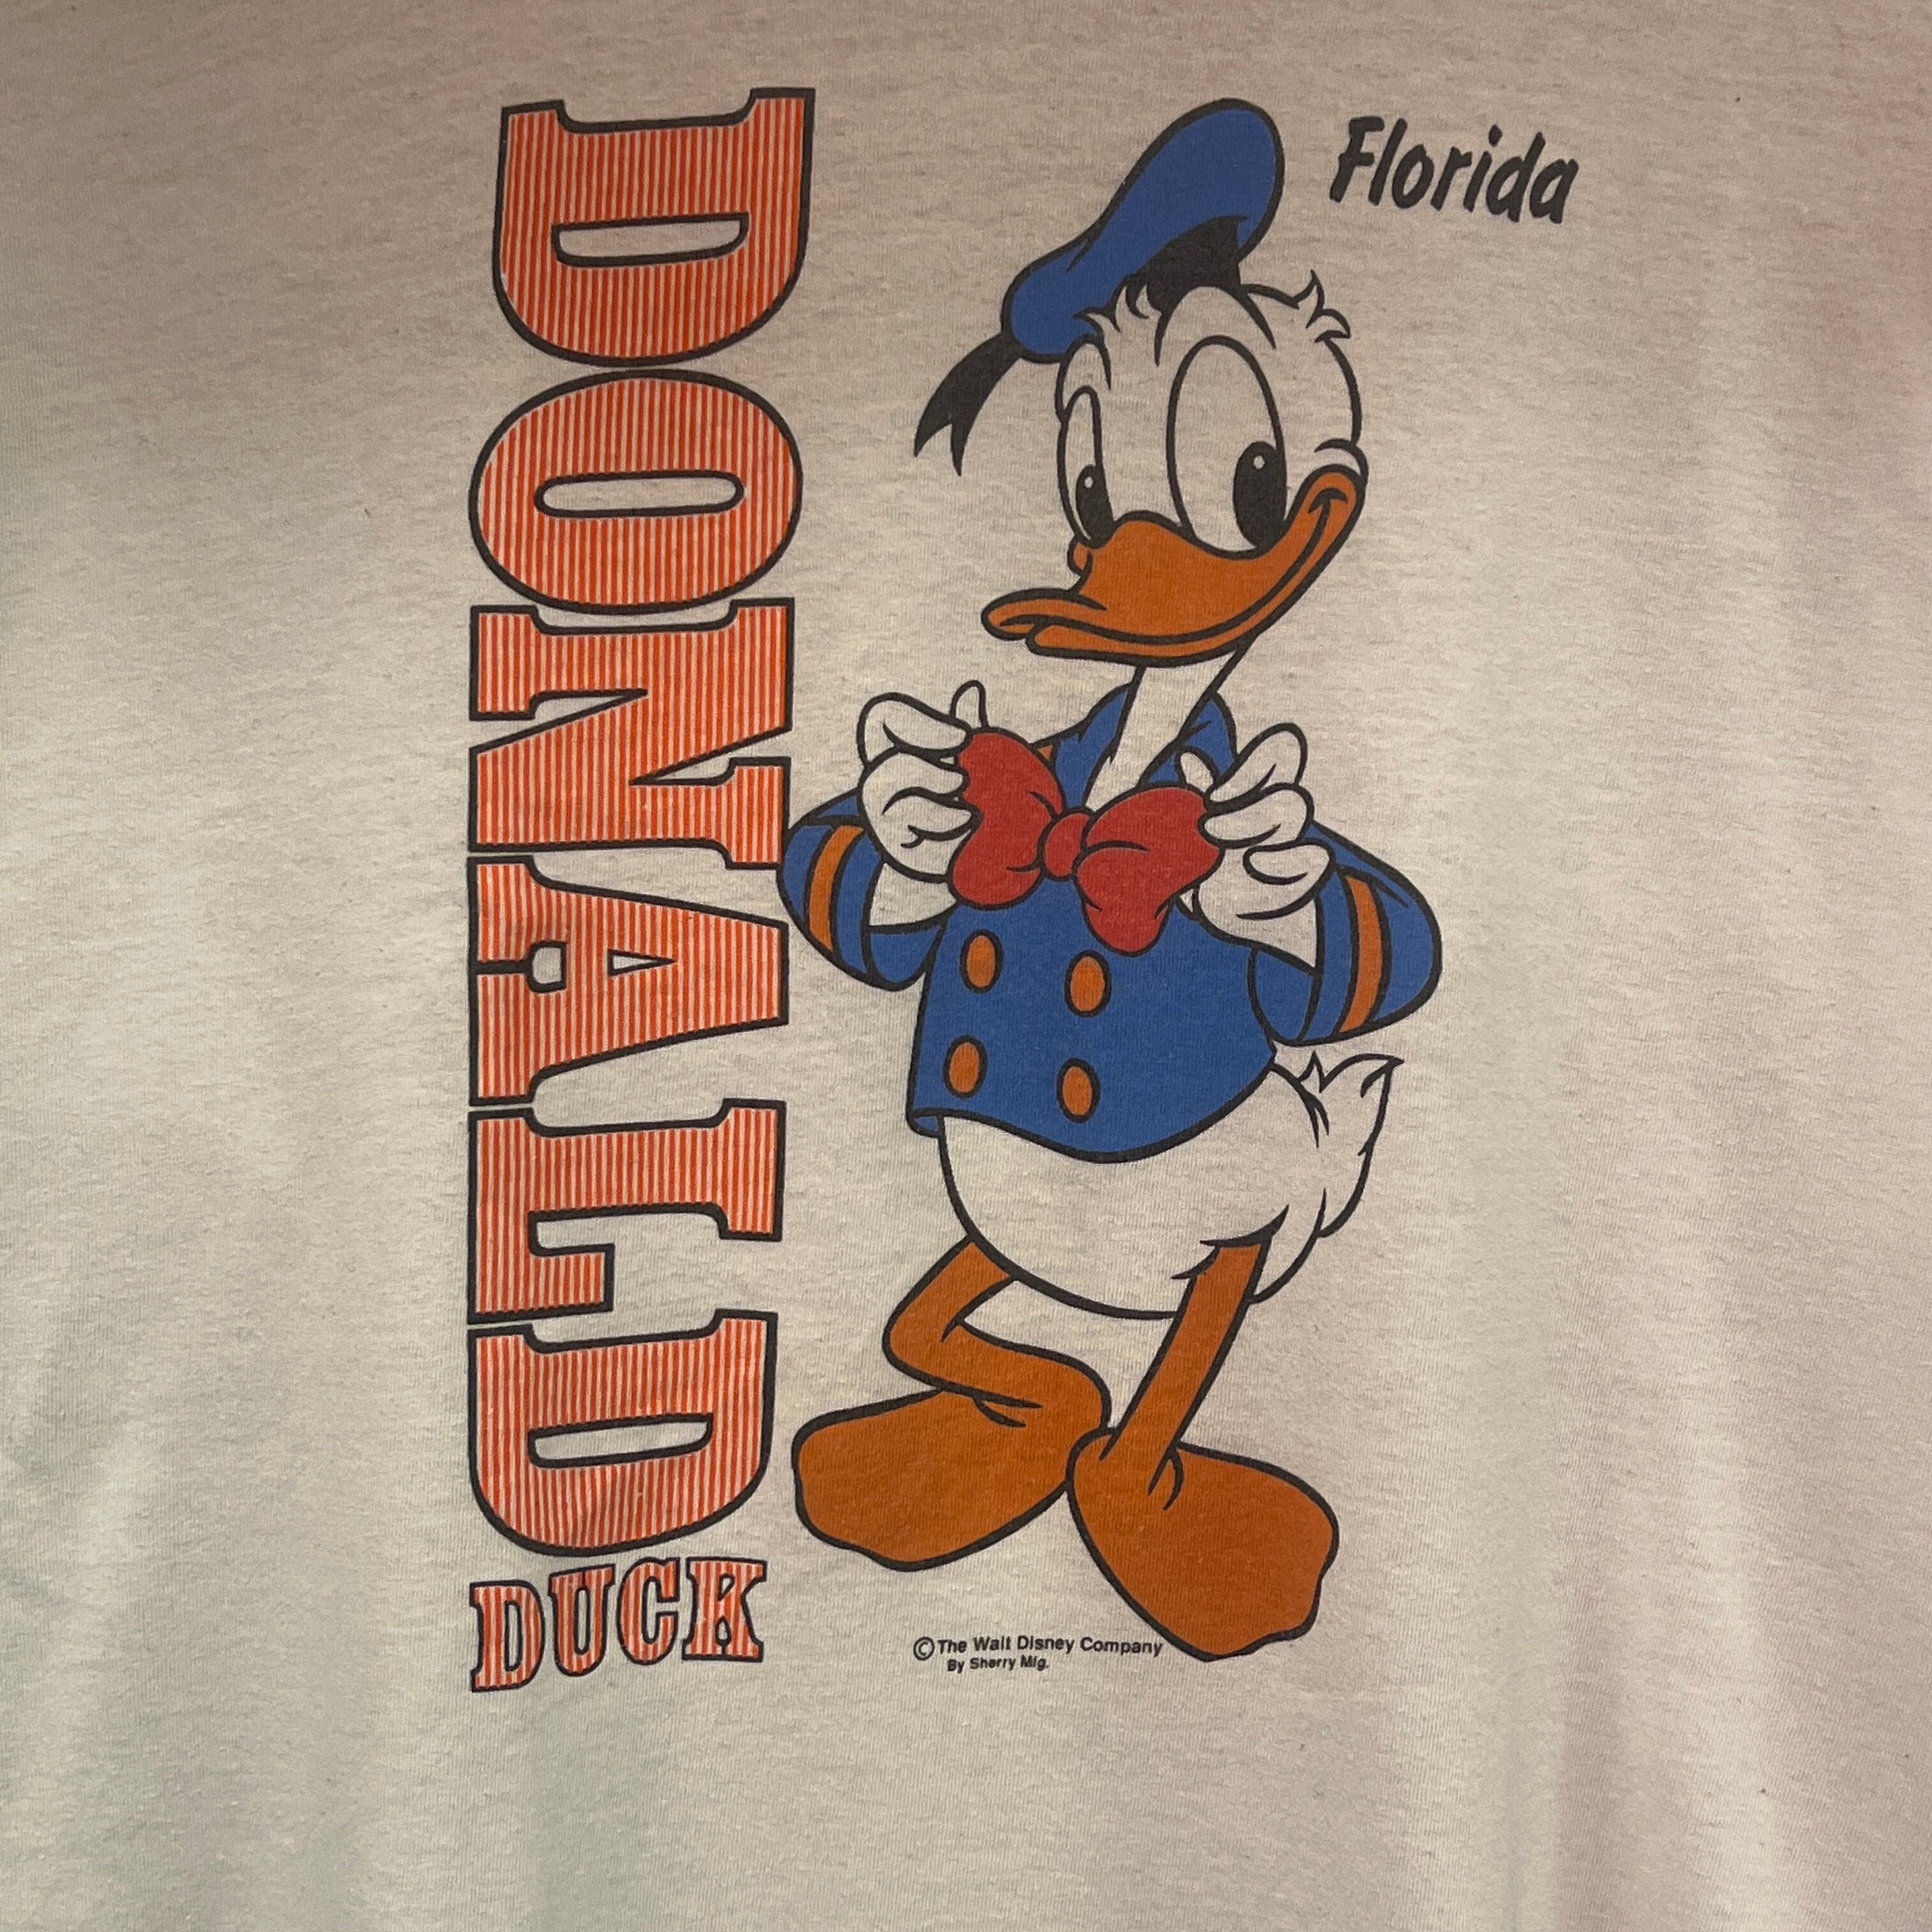 DONALD
DUCK
Florida
© The Walt Disney Company
By Sherry Mfg.